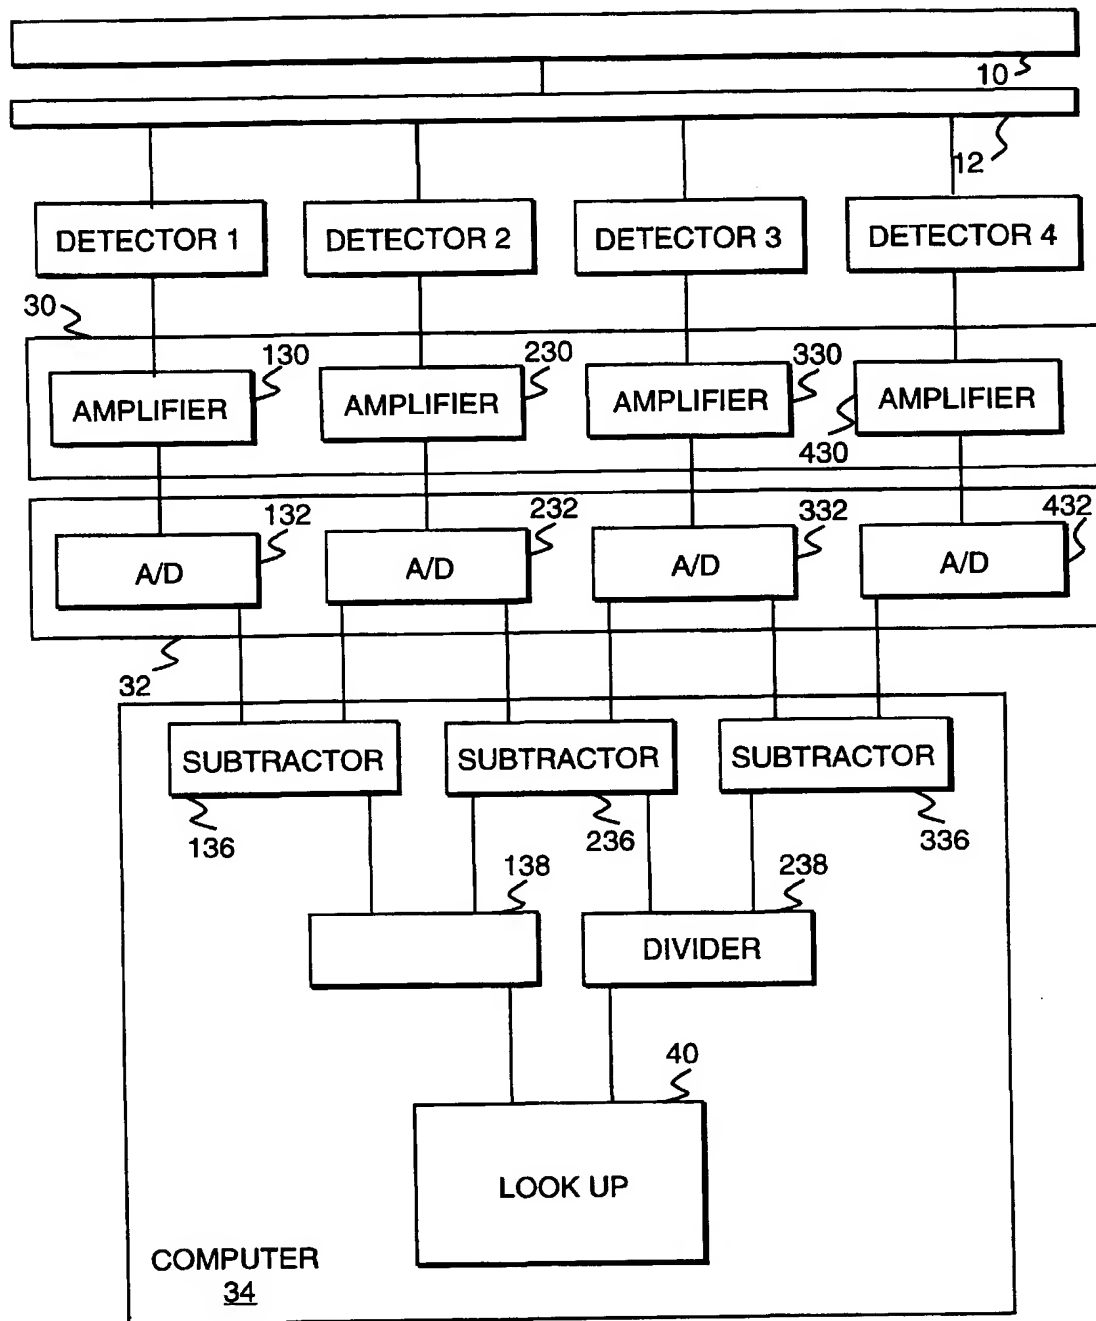 10
12
DETECTOR 1
DETECTOR 2
DETECTOR 3
DETECTOR 4
30
130
230
330
AMPLIFIER
AMPLIFIER
AMPLIFIER
430
AMPLIFIER
132
232
332
432
A/D
A/D
A/D
A/D
32
SUBTRACTOR
SUBTRACTOR
SUBTRACTOR
136
236
336
138
238
DIVIDER
40
LOOK UP
COMPUTER
34